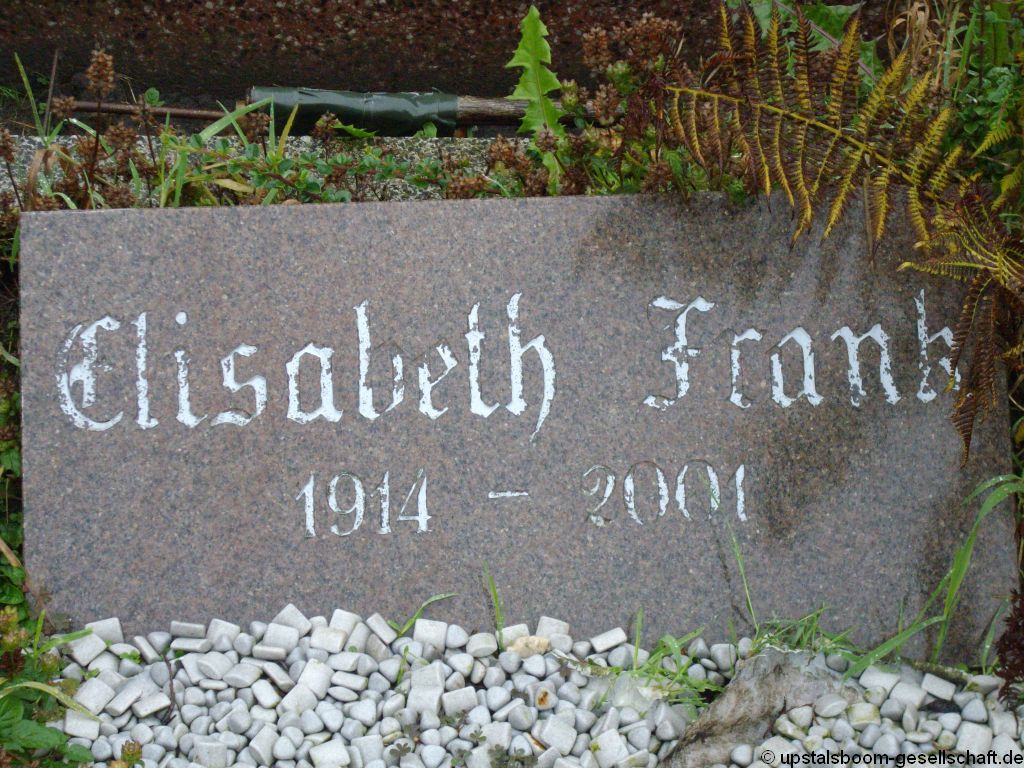 Elisabeth Frank
1914 - 2001
© upstalsboom-gesellschaft.de